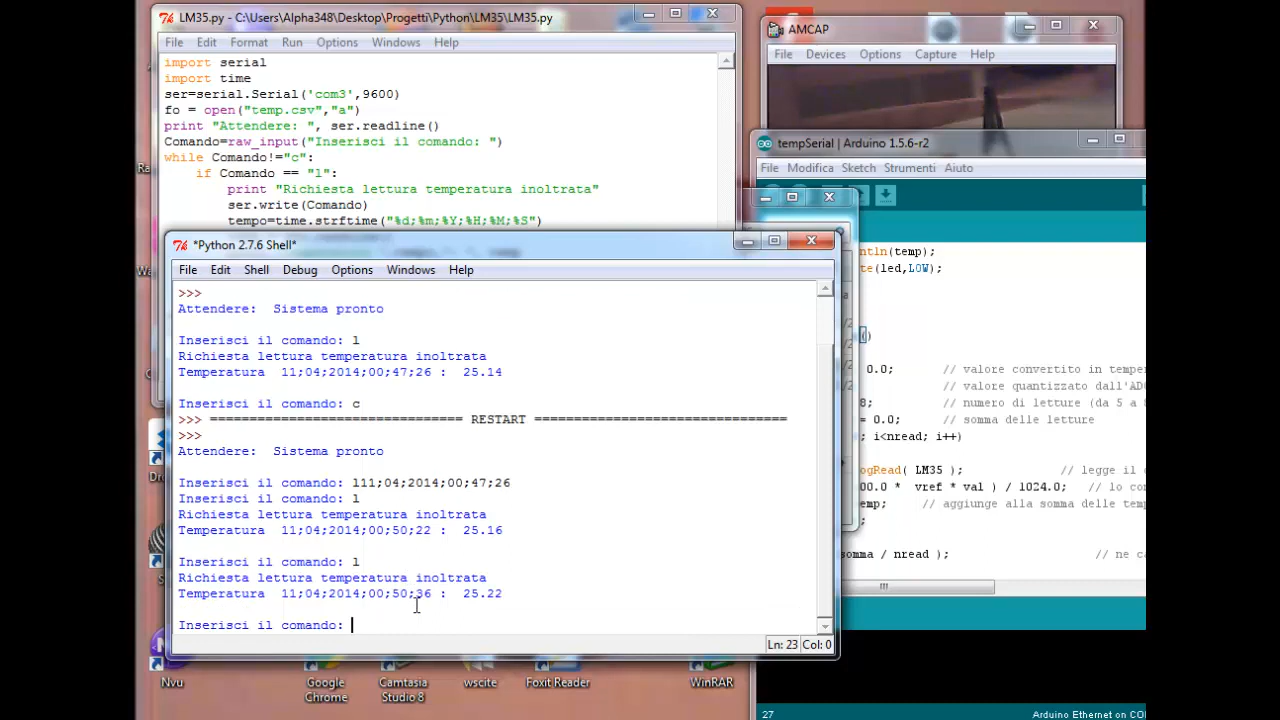 LM35.py - C:\Users\Alpha348\Desktop\Progetti\Python\LM35\LM35.py
File Edit Format Run Options Windows Help
import serial
import time
ser=serial.Serial('com3',9600)
fo = open("temp.csv","a")
print "Attendere: ", ser.readline()
Comando=raw_input("Inserisci il comando: ")
while Comando!="c":
if Comando == "l":
print "Richiesta lettura temperatura inoltrata"
ser.write(Comando)
tempo=time.strftime("%d;%m;%Y;%H;%M;%S")
*Python 2.7.6 Shell*
File Edit Shell Debug Options Windows Help
>>>
Attendere: Sistema pronto
Inserisci il comando: l
Richiesta lettura temperatura inoltrata
Temperatura 11;04;2014;00;47;26 : 25.14
Inserisci il comando: c
>>> ================================ RESTART ================================
>>>
Attendere: Sistema pronto
Inserisci il comando: l11;04;2014;00;47;26
Inserisci il comando: l
Richiesta lettura temperatura inoltrata
Temperatura 11;04;2014;00;50;22 : 25.16
Inserisci il comando: l
Richiesta lettura temperatura inoltrata
Temperatura 11;04;2014;00;50;36 : 25.22
Inserisci il comando:
Ln: 23 Col: 0
AMCAP
File Devices Options Capture Help
tempSerial | Arduino 1.5.6-r2
File Modifica Sketch Strumenti Aiuto
ntln(temp);
te(led,LOW);
()
0.0; // valore convertito in temper
// valore quantizzato dall'ADC
8; // numero di letture (da 5 a 8
= 0.0; // somma delle letture
; i<nread; i++)
ogRead( LM35 ); // legge il d
00.0 * vref * val ) / 1024.0; // lo co
emp; // aggiunge alla somma delle temp
;
somma / nread ); // ne ca
27
Arduino Ethernet on CO
Nvu
Google Chrome
Camtasia Studio 8
wscite
Foxit Reader
WinRAR